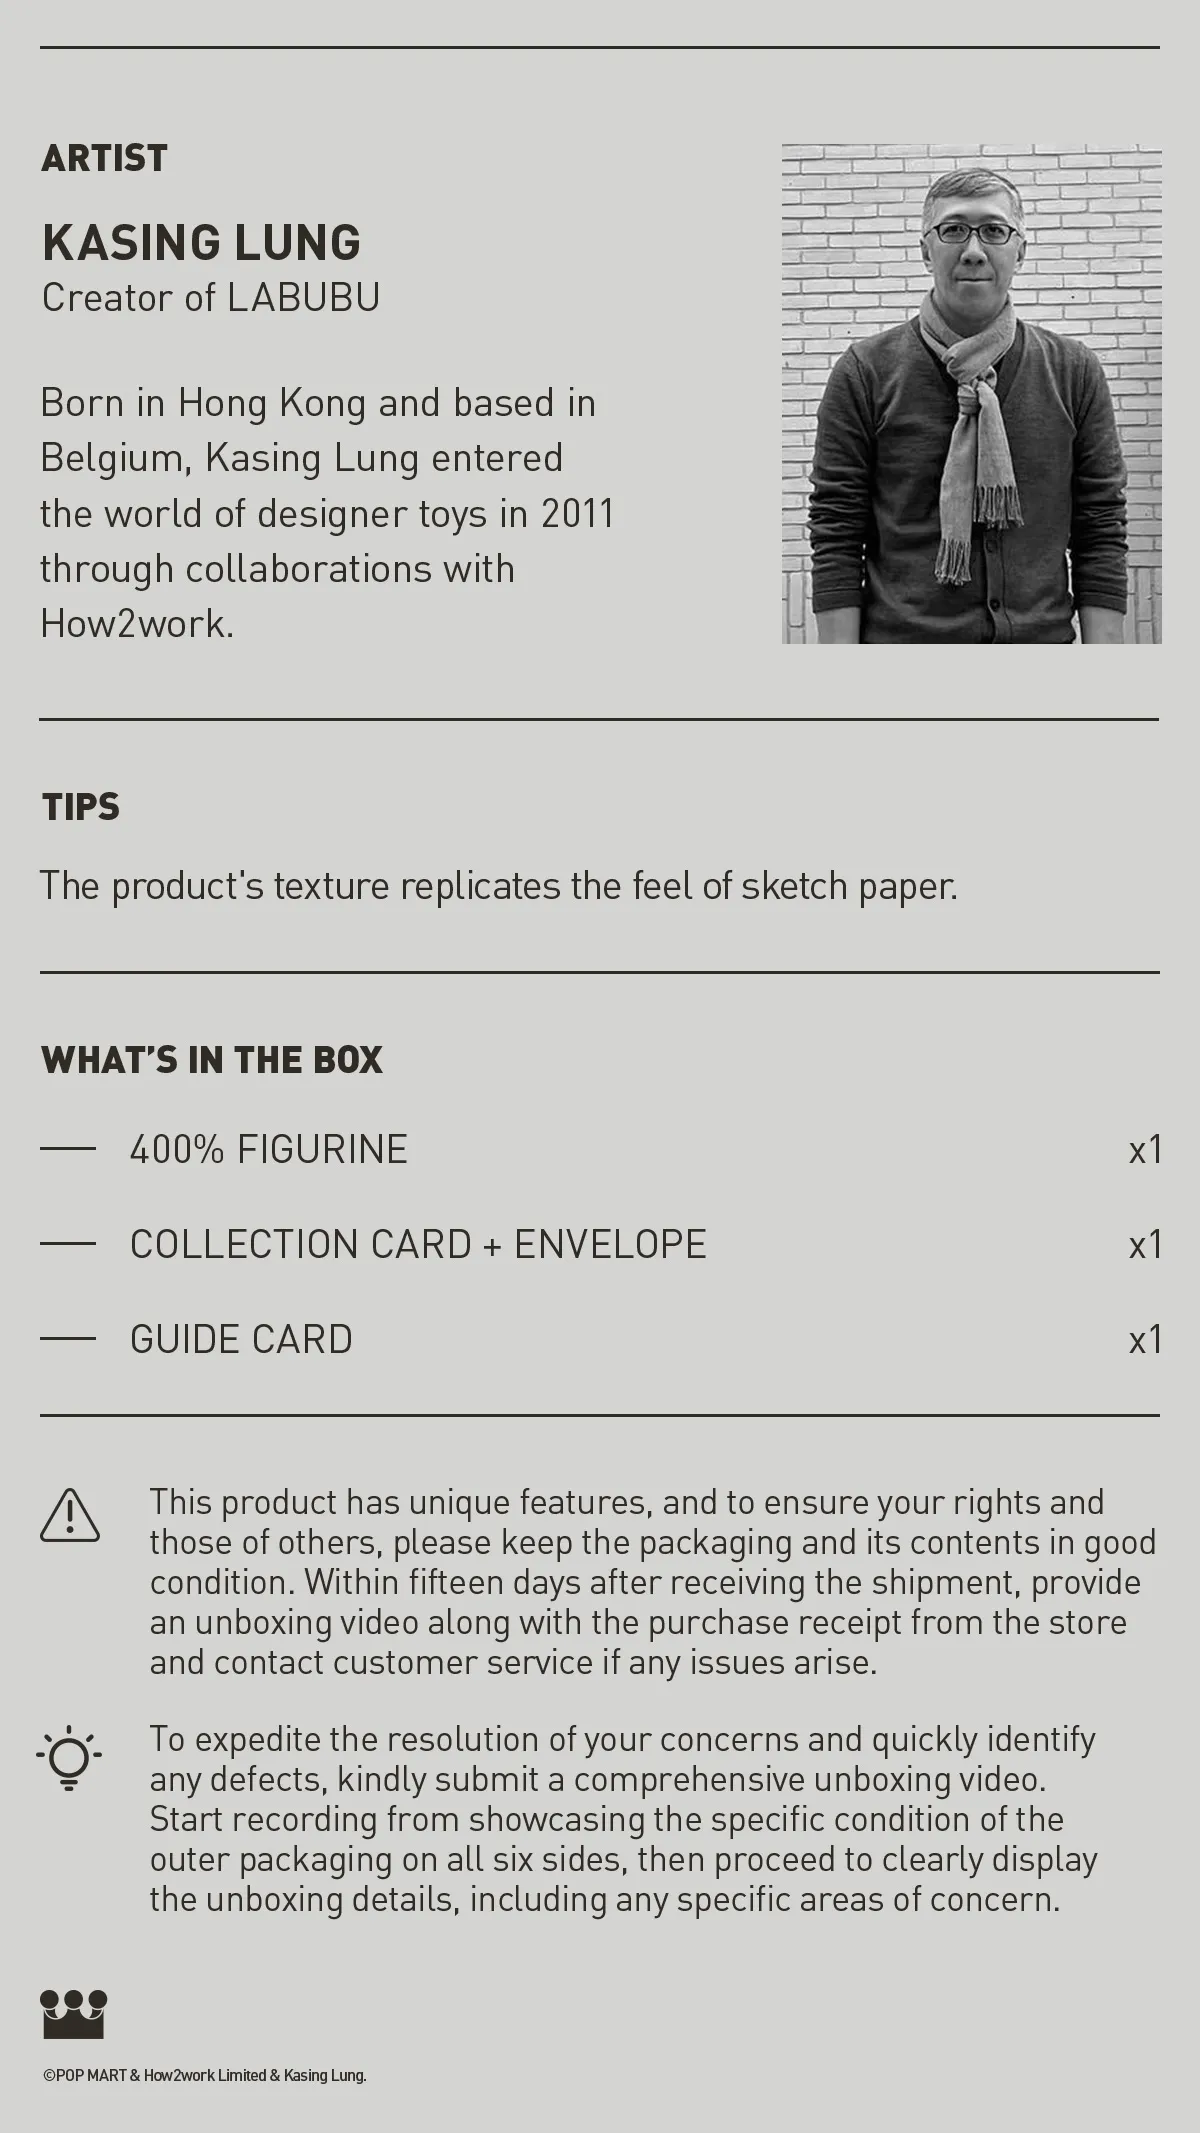 ARTIST
KASING LUNG
Creator of LABUBU
Born in Hong Kong and based in
Belgium, Kasing Lung entered
the world of designer toys in 2011
through collaborations with
How2work.
TIPS
The product's texture replicates the feel of sketch paper.
WHAT’S IN THE BOX
400% FIGURINE x1
COLLECTION CARD + ENVELOPE x1
GUIDE CARD x1
This product has unique features, and to ensure your rights and
those of others, please keep the packaging and its contents in good
condition. Within fifteen days after receiving the shipment, provide
an unboxing video along with the purchase receipt from the store
and contact customer service if any issues arise.
To expedite the resolution of your concerns and quickly identify
any defects, kindly submit a comprehensive unboxing video.
Start recording from showcasing the specific condition of the
outer packaging on all six sides, then proceed to clearly display
the unboxing details, including any specific areas of concern.
©POP MART & How2work Limited & Kasing Lung.